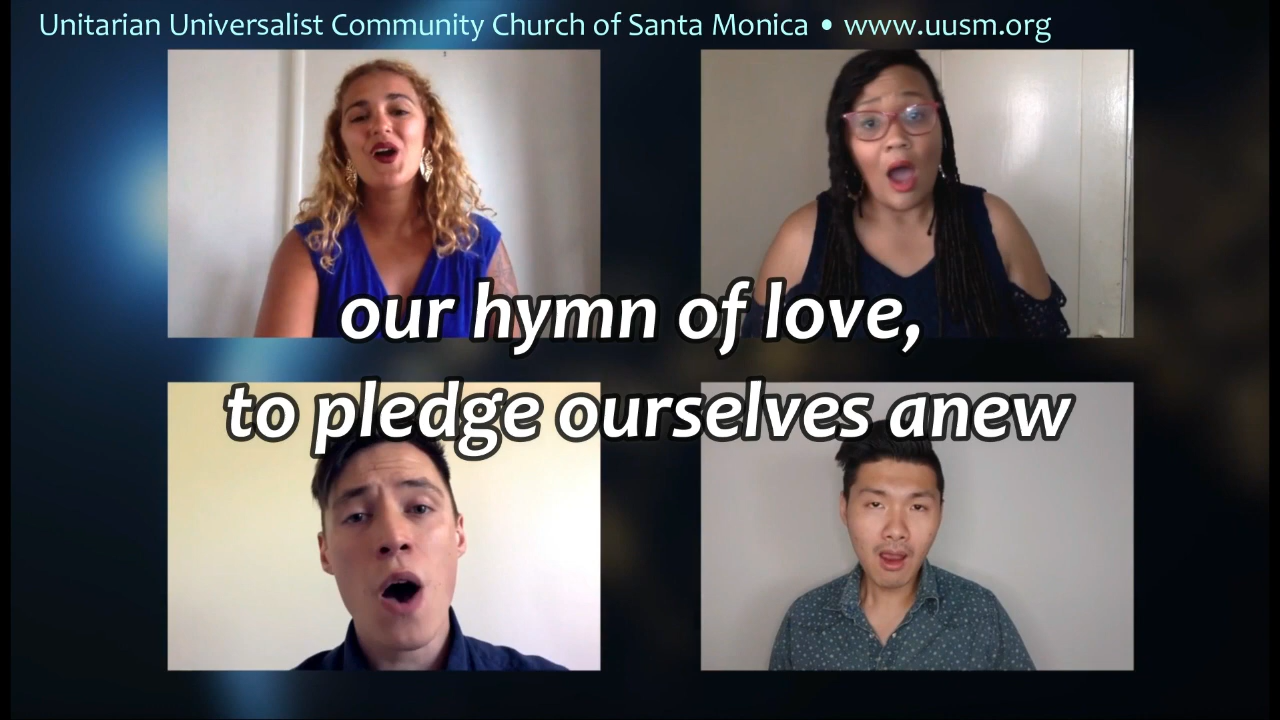 Unitarian Universalist Community Church of Santa Monica • www.uusm.org
our hymn of love,
to pledge ourselves anew